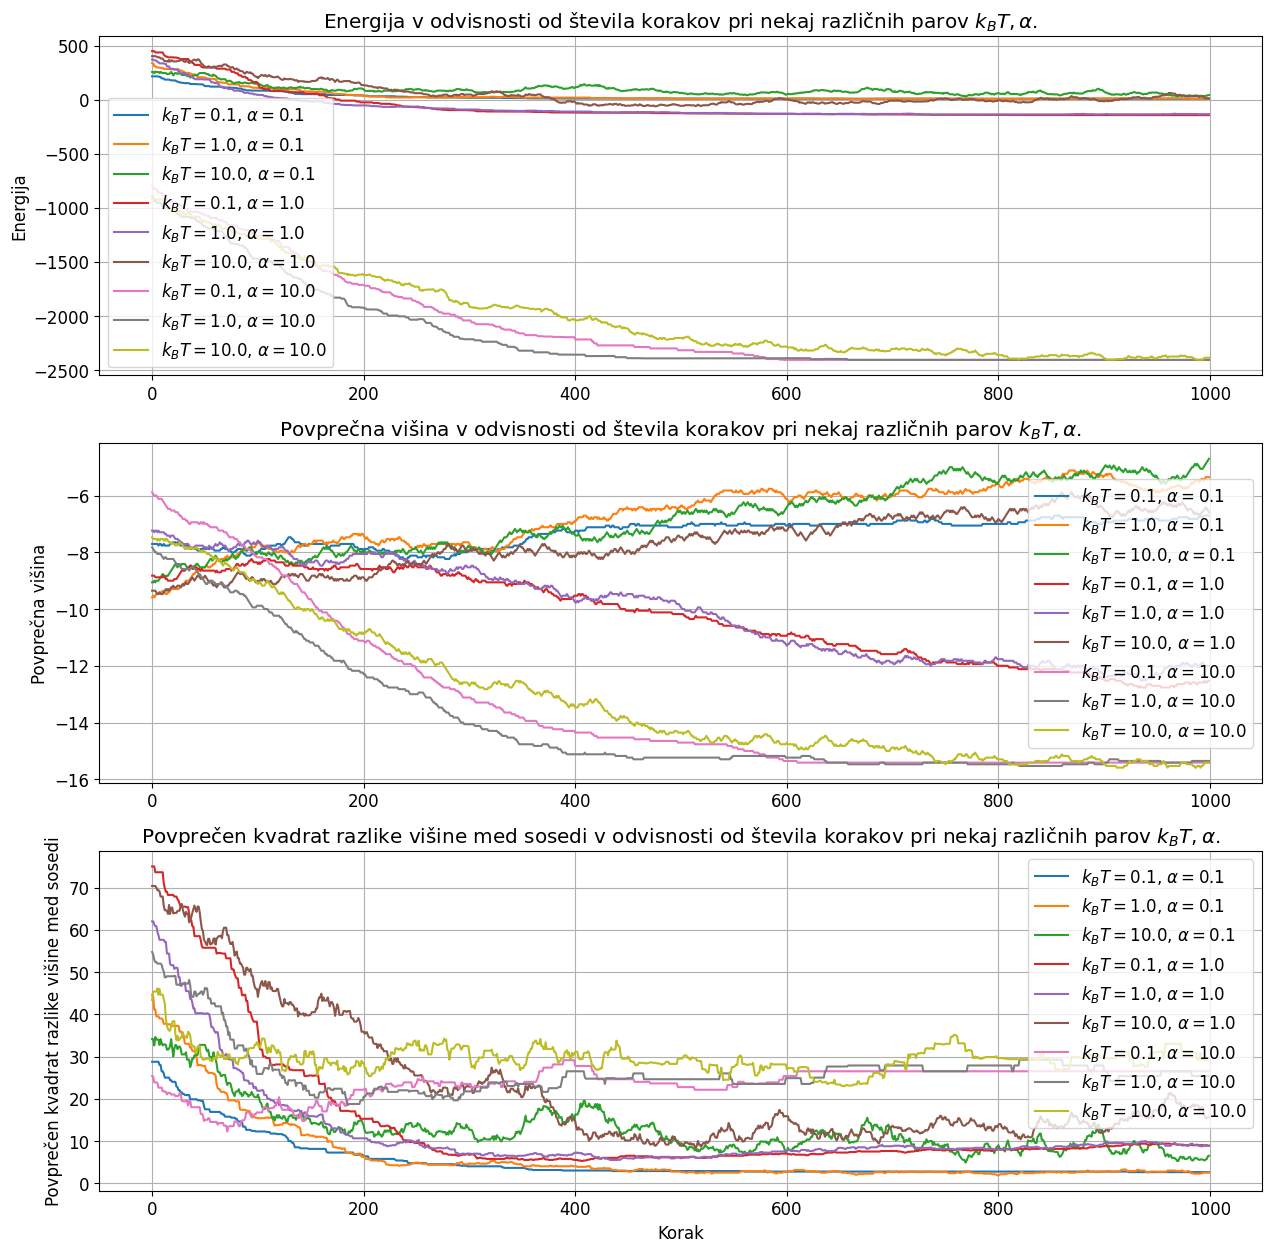 Energija v odvisnosti od števila korakov pri nekaj različnih parov $k_BT, \alpha$.
500
0
−500
−1000
−1500
−2000
−2500
Energija
$k_BT = 0.1, \alpha = 0.1$
$k_BT = 1.0, \alpha = 0.1$
$k_BT = 10.0, \alpha = 0.1$
$k_BT = 0.1, \alpha = 1.0$
$k_BT = 1.0, \alpha = 1.0$
$k_BT = 10.0, \alpha = 1.0$
$k_BT = 0.1, \alpha = 10.0$
$k_BT = 1.0, \alpha = 10.0$
$k_BT = 10.0, \alpha = 10.0$
0 200 400 600 800 1000
Povprečna višina v odvisnosti od števila korakov pri nekaj različnih parov $k_BT, \alpha$.
−6
−8
−10
−12
−14
−16
Povprečna višina
$k_BT = 0.1, \alpha = 0.1$
$k_BT = 1.0, \alpha = 0.1$
$k_BT = 10.0, \alpha = 0.1$
$k_BT = 0.1, \alpha = 1.0$
$k_BT = 1.0, \alpha = 1.0$
$k_BT = 10.0, \alpha = 1.0$
$k_BT = 0.1, \alpha = 10.0$
$k_BT = 1.0, \alpha = 10.0$
$k_BT = 10.0, \alpha = 10.0$
0 200 400 600 800 1000
Povprečen kvadrat razlike višine med sosedi v odvisnosti od števila korakov pri nekaj različnih parov $k_BT, \alpha$.
70
60
50
40
30
20
10
0
Povprečen kvadrat razlike višine med sosedi
$k_BT = 0.1, \alpha = 0.1$
$k_BT = 1.0, \alpha = 0.1$
$k_BT = 10.0, \alpha = 0.1$
$k_BT = 0.1, \alpha = 1.0$
$k_BT = 1.0, \alpha = 1.0$
$k_BT = 10.0, \alpha = 1.0$
$k_BT = 0.1, \alpha = 10.0$
$k_BT = 1.0, \alpha = 10.0$
$k_BT = 10.0, \alpha = 10.0$
0 200 400 600 800 1000
Korak